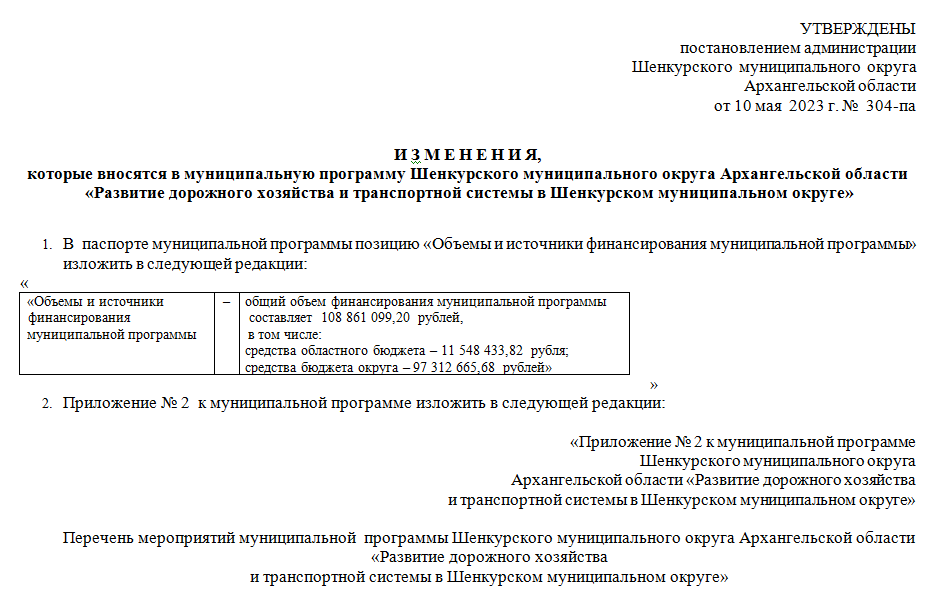 УТВЕРЖДЕНЫ
постановлением администрации
Шенкурского муниципального округа
Архангельской области
от 10 мая 2023 г. № 304-па
И З М Е Н Е Н И Я,
которые вносятся в муниципальную программу Шенкурского муниципального округа Архангельской области
«Развитие дорожного хозяйства и транспортной системы в Шенкурском муниципальном округе»
1. В паспорте муниципальной программы позицию «Объемы и источники финансирования муниципальной программы»
изложить в следующей редакции:
«
«Объемы и источники
финансирования
муниципальной программы
–
общий объем финансирования муниципальной программы
составляет 108 861 099,20 рублей,
в том числе:
средства областного бюджета – 11 548 433,82 рубля;
средства бюджета округа – 97 312 665,68 рублей»
»
2. Приложение № 2 к муниципальной программе изложить в следующей редакции:
«Приложение № 2 к муниципальной программе
Шенкурского муниципального округа
Архангельской области «Развитие дорожного хозяйства
и транспортной системы в Шенкурском муниципальном округе»
Перечень мероприятий муниципальной программы Шенкурского муниципального округа Архангельской области
«Развитие дорожного хозяйства
и транспортной системы в Шенкурском муниципальном округе»